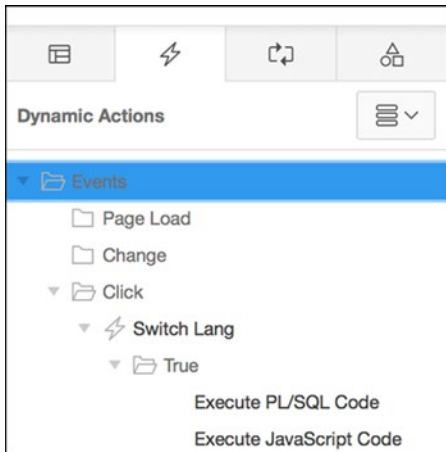 Dynamic Actions
Events
Page Load
Change
Click
Switch Lang
True
Execute PL/SQL Code
Execute JavaScript Code